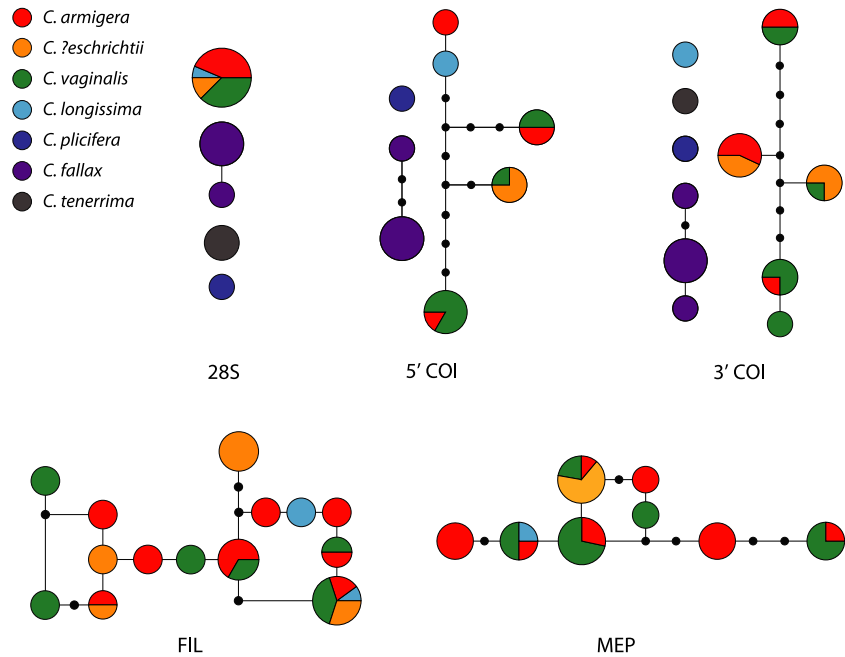 C. armigera
C. ?eschrichtii
C. vaginalis
C. longissima
C. plicifera
C. fallax
C. tenerrima
28S
5′ COI
3′ COI
FIL
MEP